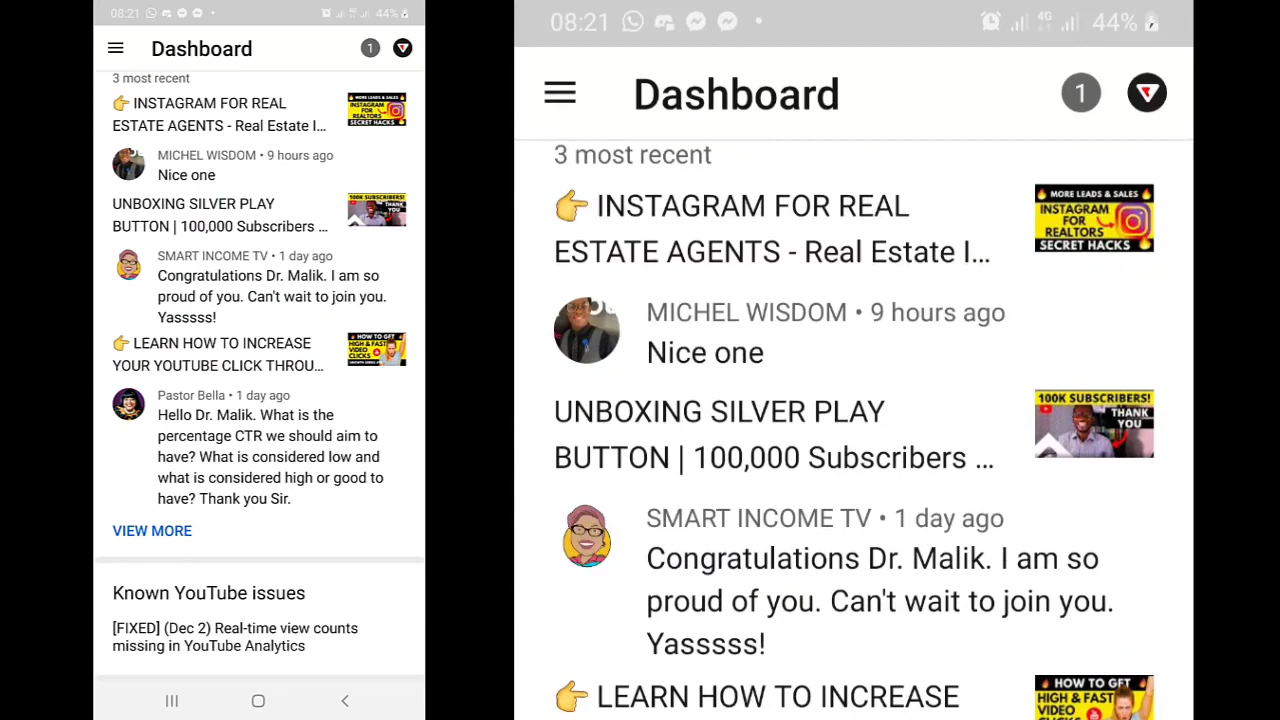 08:21
44%
Dashboard
1
3 most recent
👉 INSTAGRAM FOR REAL
ESTATE AGENTS - Real Estate I...
MORE LEADS & SALES
INSTAGRAM
FOR
REALTORS
SECRET HACKS
MICHEL WISDOM • 9 hours ago
Nice one
UNBOXING SILVER PLAY
BUTTON | 100,000 Subscribers ...
100K SUBSCRIBERS!
THANK
YOU
SMART INCOME TV • 1 day ago
Congratulations Dr. Malik. I am so
proud of you. Can't wait to join you.
Yasssss!
👉 LEARN HOW TO INCREASE
YOUR YOUTUBE CLICK THROU...
HOW TO GET
HIGH & FAST
VIDEO
CLICKS
Pastor Bella • 1 day ago
Hello Dr. Malik. What is the
percentage CTR we should aim to
have? What is considered low and
what is considered high or good to
have? Thank you Sir.
VIEW MORE
Known YouTube issues
[FIXED] (Dec 2) Real-time view counts
missing in YouTube Analytics
08:21
4G
44%
Dashboard
1
3 most recent
👉 INSTAGRAM FOR REAL
ESTATE AGENTS - Real Estate I...
MORE LEADS & SALES
INSTAGRAM
FOR
REALTORS
SECRET HACKS
MICHEL WISDOM • 9 hours ago
Nice one
UNBOXING SILVER PLAY
BUTTON | 100,000 Subscribers ...
100K SUBSCRIBERS!
THANK
YOU
SMART INCOME TV • 1 day ago
Congratulations Dr. Malik. I am so
proud of you. Can't wait to join you.
Yasssss!
👉 LEARN HOW TO INCREASE
HOW TO GET
HIGH & FAST
VIDEO